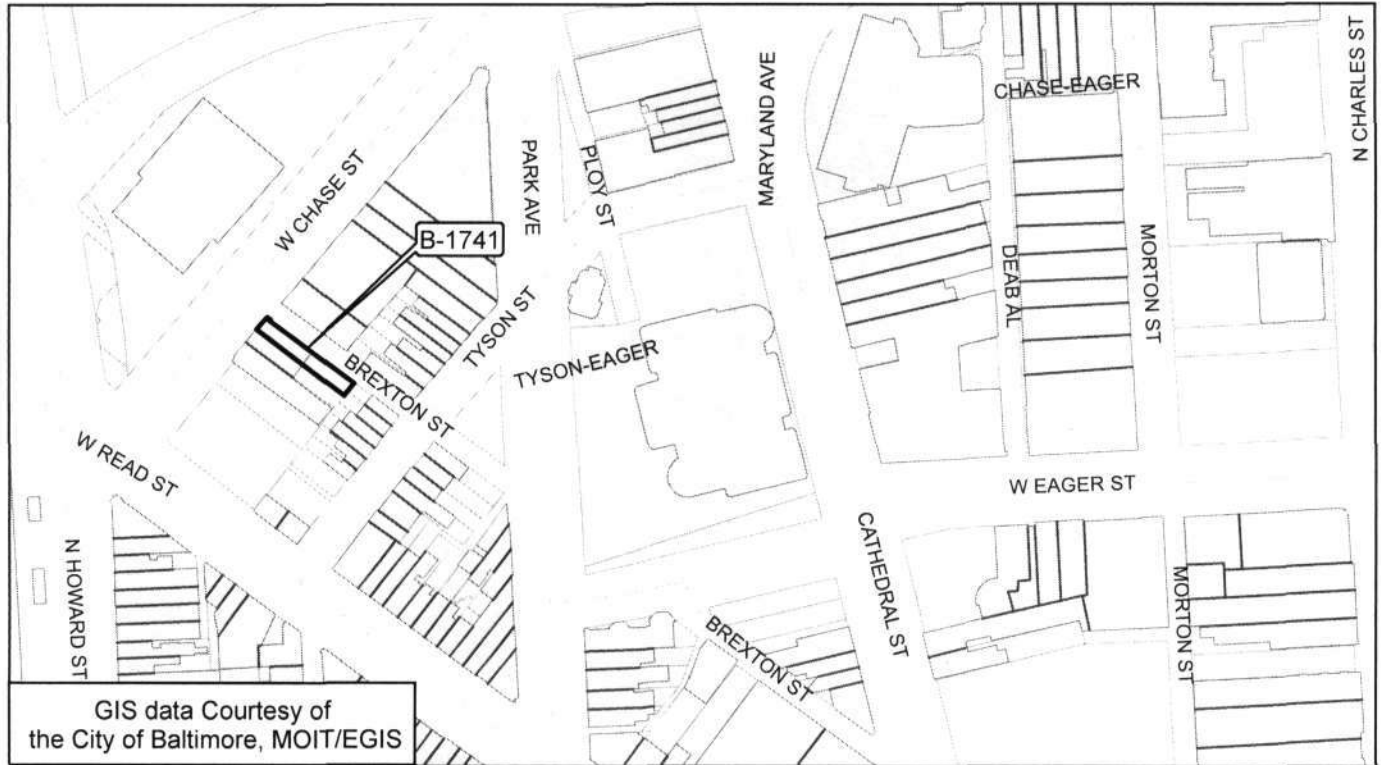 CHASE-EAGER
N CHARLES ST
MARYLAND AVE
PARK AVE
PLOY ST
W CHASE ST
B-1741
DEAB AL
MORTON ST
TYSON ST
TYSON-EAGER
BREXTON ST
W READ ST
W EAGER ST
N HOWARD ST
CATHEDRAL ST
MORTON ST
BREXTON ST
GIS data Courtesy of
the City of Baltimore, MOIT/EGIS